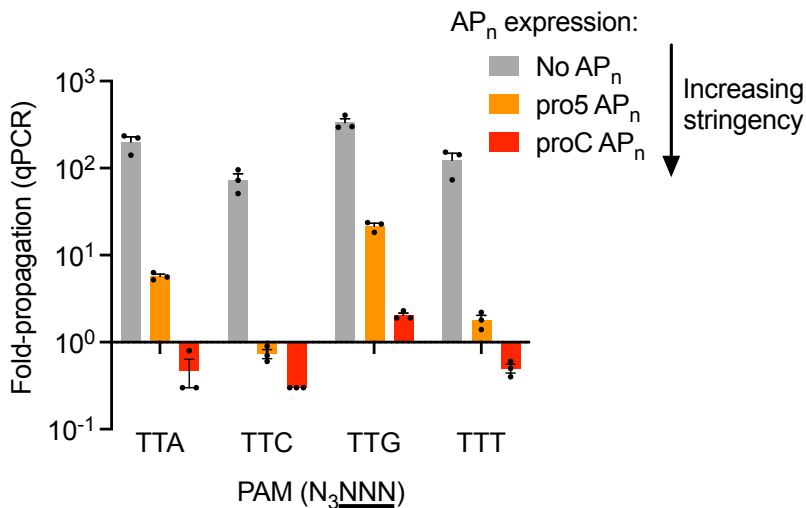 APn expression:
No APn
pro5 APn
proC APn
Increasing
stringency
Fold-propagation (qPCR)
10³
10²
10¹
10⁰
10⁻¹
TTA TTC TTG TTT
PAM (N₃NNN)